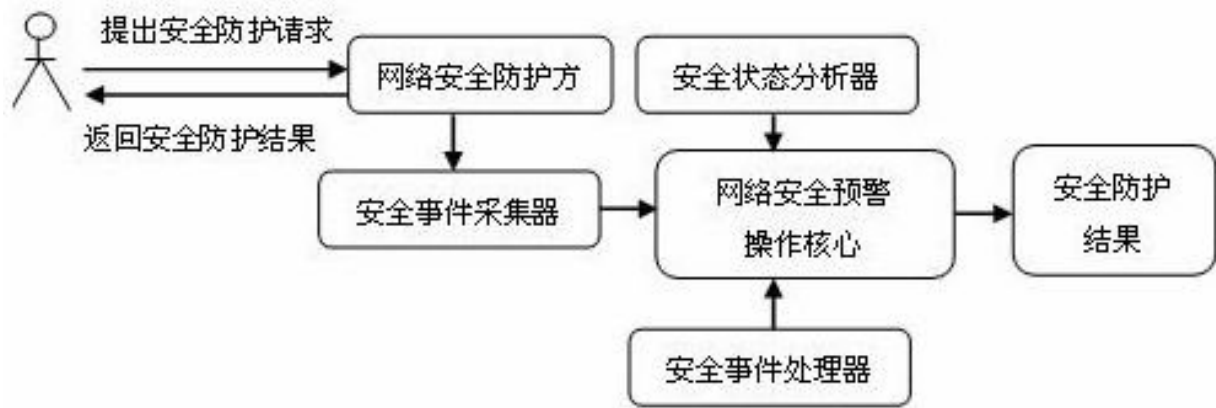 提出安全防护请求
网络安全防护方
安全状态分析器
返回安全防护结果
安全事件采集器
网络安全预警
操作核心
安全防护
结果
安全事件处理器